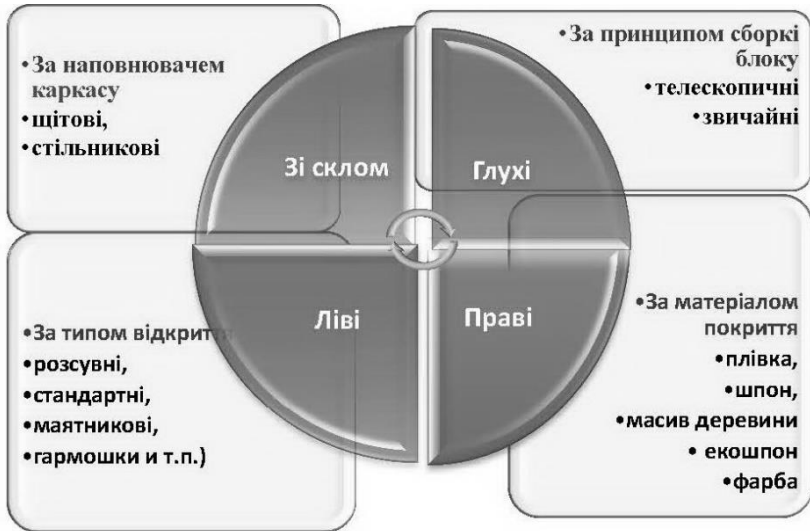 •За наповнювачем
каркасу
•щітові,
•стільникові
•За принципом сборкі
блоку
•телескопичні
•звичайні
Зі склом
Глухі
Ліві
Праві
•За типом відкриття
•розсувні,
•стандартні,
•маятникові,
•гармошки и т.п.)
•За матеріалом
покриття
•плівка,
•шпон,
•масив деревини
• екошпон
•фарба